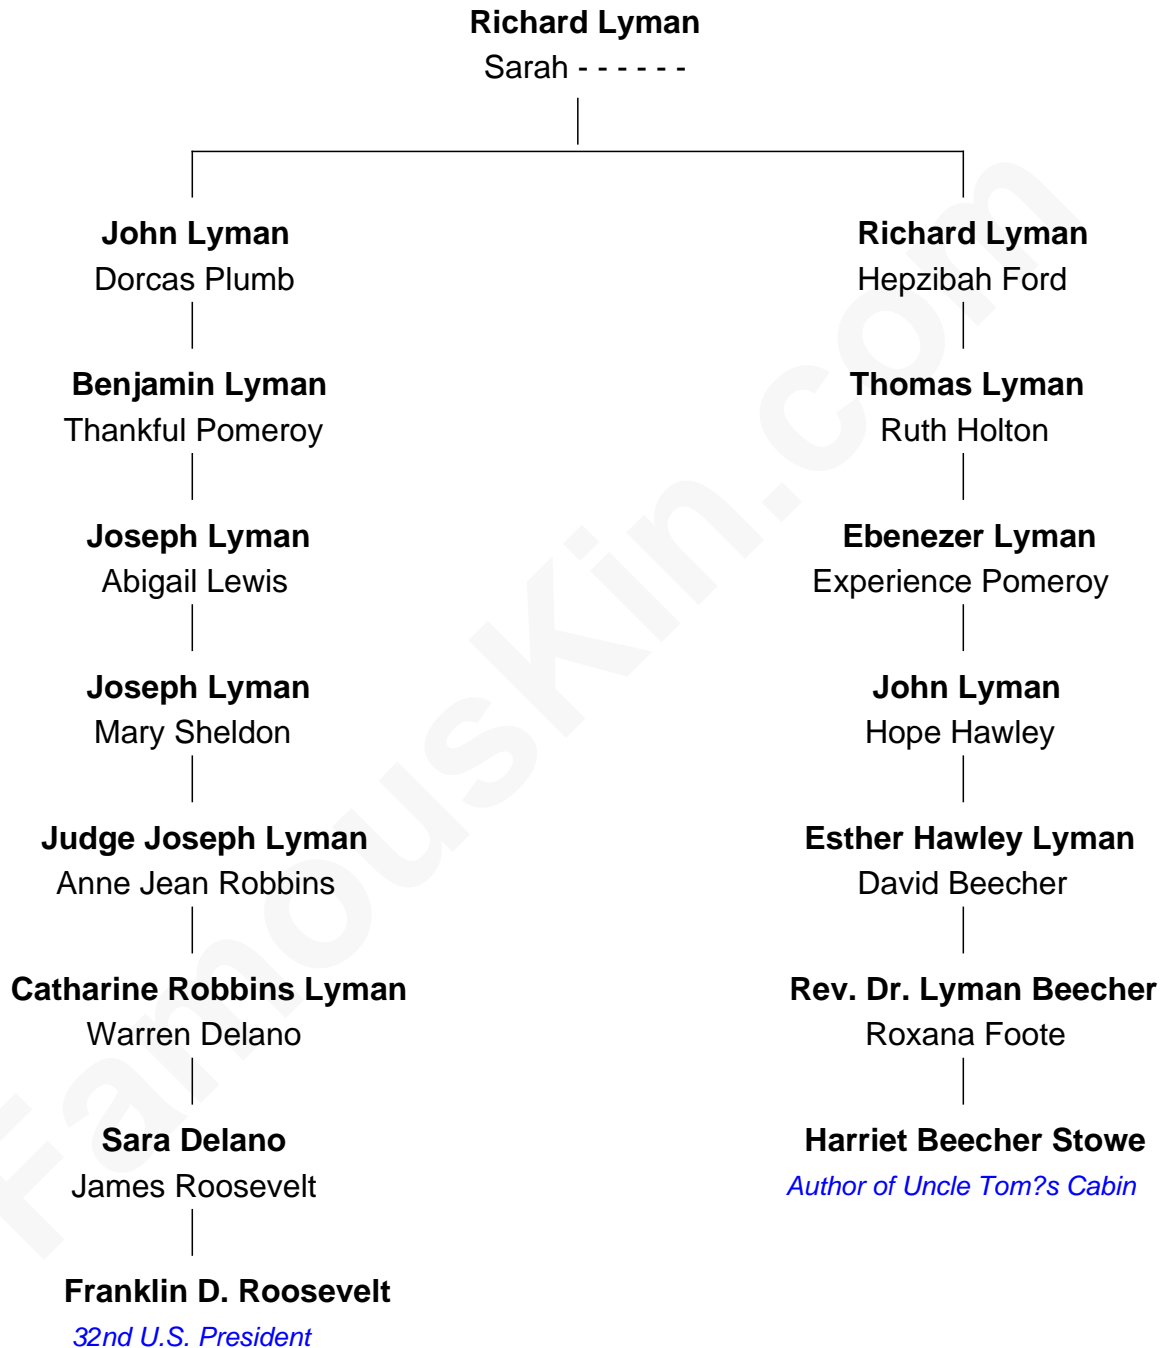 Richard Lyman
Sarah - - - - - -
John Lyman
Dorcas Plumb
Richard Lyman
Hepzibah Ford
Benjamin Lyman
Thankful Pomeroy
Thomas Lyman
Ruth Holton
Joseph Lyman
Abigail Lewis
Ebenezer Lyman
Experience Pomeroy
Joseph Lyman
Mary Sheldon
John Lyman
Hope Hawley
Judge Joseph Lyman
Anne Jean Robbins
Esther Hawley Lyman
David Beecher
Catharine Robbins Lyman
Warren Delano
Rev. Dr. Lyman Beecher
Roxana Foote
Sara Delano
James Roosevelt
Harriet Beecher Stowe
Author of Uncle Tom?s Cabin
Franklin D. Roosevelt
32nd U.S. President
FamousKin.com